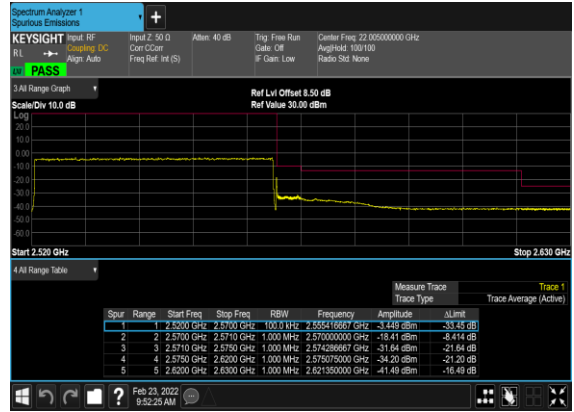 Spectrum Analyzer 1
Spurious Emissions
+
KEYSIGHT Input: RF Input Z: 50 Ω Atten: 40 dB Trig: Free Run Center Freq: 22.005000000 GHz
RL Coupling: DC Corr CCorr Gate: Off Avg|Hold: 100/100
Align: Auto Freq Ref: Int (S) IF Gain: Low Radio Std: None
LW PASS
3 All Range Graph
Ref Lvl Offset 8.50 dB
Scale/Div 10.0 dB Ref Value 30.00 dBm
Log
20.0
10.0
0.00
-10.0
-20.0
-30.0
-40.0
-50.0
-60.0
Start 2.520 GHz Stop 2.630 GHz
4 All Range Table
Measure Trace Trace 1
Trace Type Trace Average (Active)
Spur Range Start Freq Stop Freq RBW Frequency Amplitude ΔLimit
1 1 2.5200 GHz 2.5700 GHz 100.0 kHz 2.555416667 GHz -3.449 dBm -33.45 dB
2 2 2.5700 GHz 2.5710 GHz 1.000 MHz 2.570000000 GHz -18.41 dBm -8.414 dB
3 3 2.5710 GHz 2.5750 GHz 1.000 MHz 2.574286667 GHz -31.64 dBm -21.64 dB
4 4 2.5750 GHz 2.6200 GHz 1.000 MHz 2.575075000 GHz -34.20 dBm -21.20 dB
5 5 2.6200 GHz 2.6300 GHz 1.000 MHz 2.621350000 GHz -41.49 dBm -16.49 dB
? Feb 23, 2022
9:52:25 AM